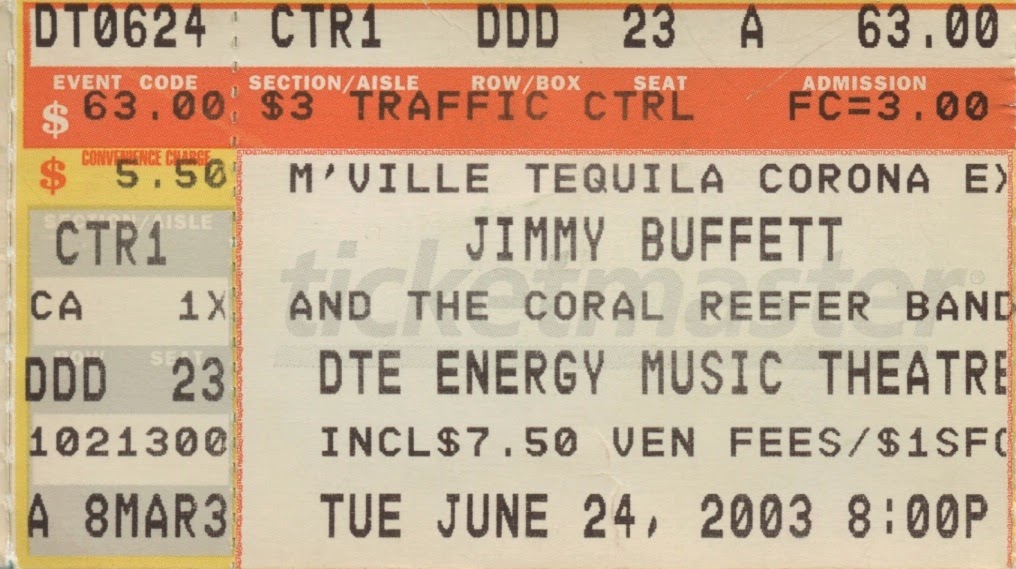 DT0624 CTR1 DDD 23 A 63.00
EVENT CODE SECTION/AISLE ROW/BOX SEAT ADMISSION
$ 63.00 $3 TRAFFIC CTRL FC=3.00
CONVENIENCE CHARGE
$ 5.50 M'VILLE TEQUILA CORONA EX
SECTION/AISLE
CTR1 JIMMY BUFFETT
ticketmaster®
CA 1X AND THE CORAL REEFER BAND
ROW SEAT
DDD 23 DTE ENERGY MUSIC THEATRE
1021300 INCL$7.50 VEN FEES/$1SFC
A 8MAR3 TUE JUNE 24, 2003 8:00P